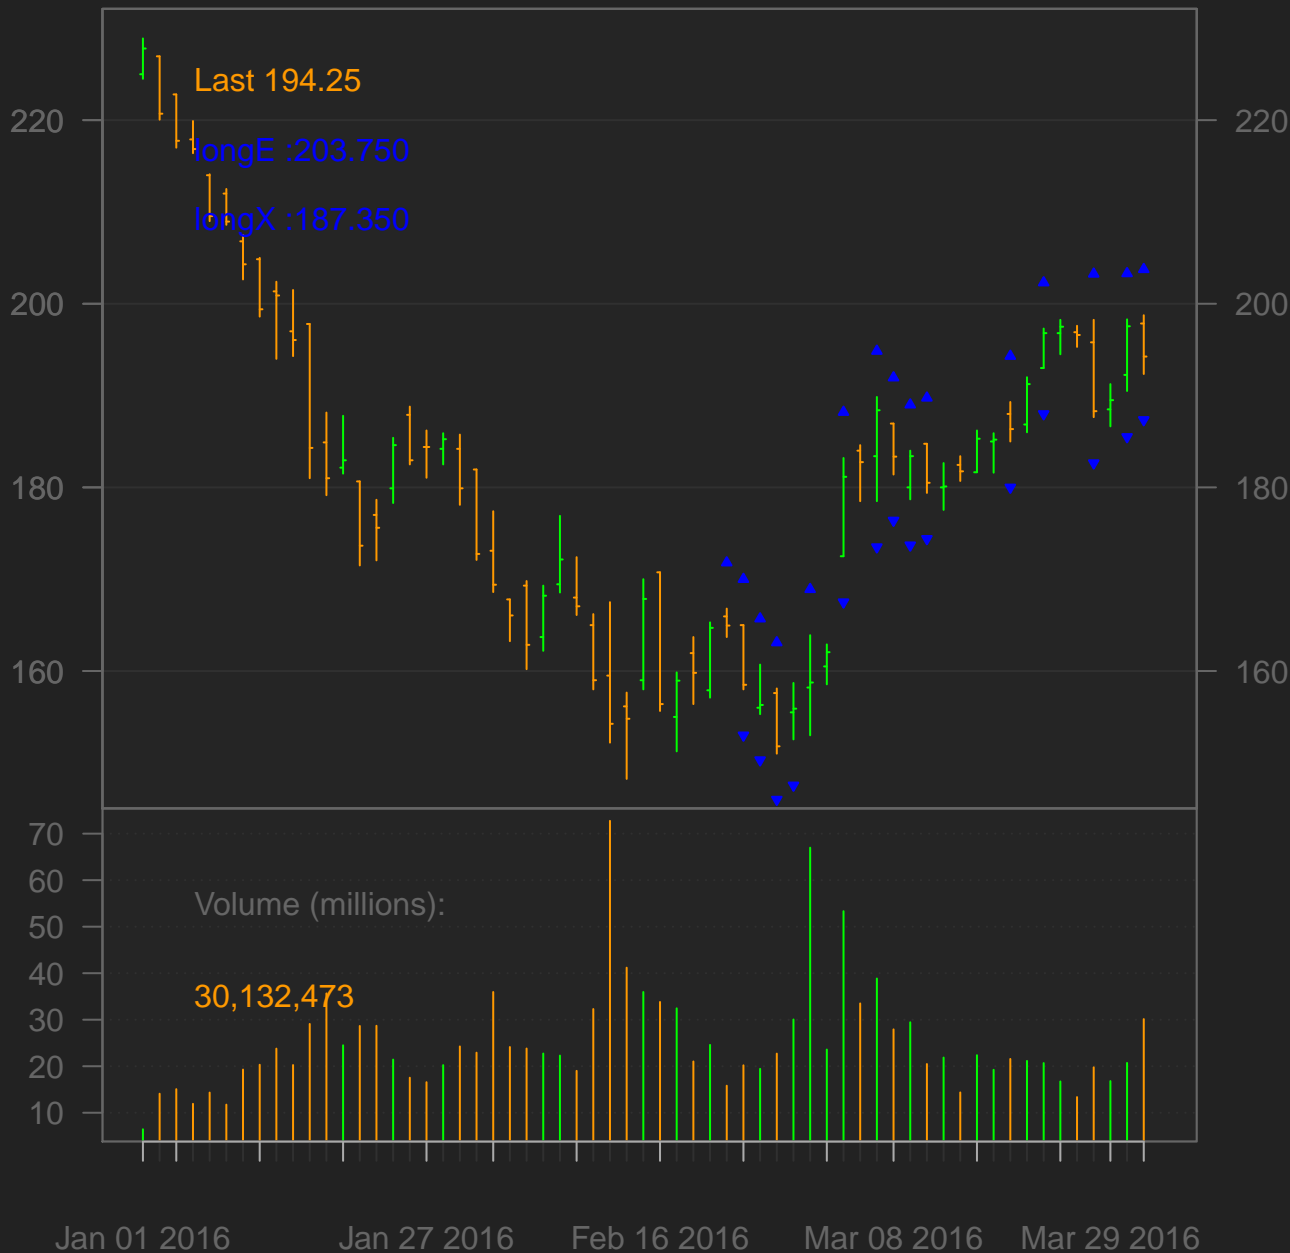 Last 194.25
220 220
longE :203.750
longX :187.350
200 200
180 180
160 160
70
60
Volume (millions):
50
40
30,132,473
30
20
10
Jan 01 2016 Jan 27 2016 Feb 16 2016 Mar 08 2016 Mar 29 2016